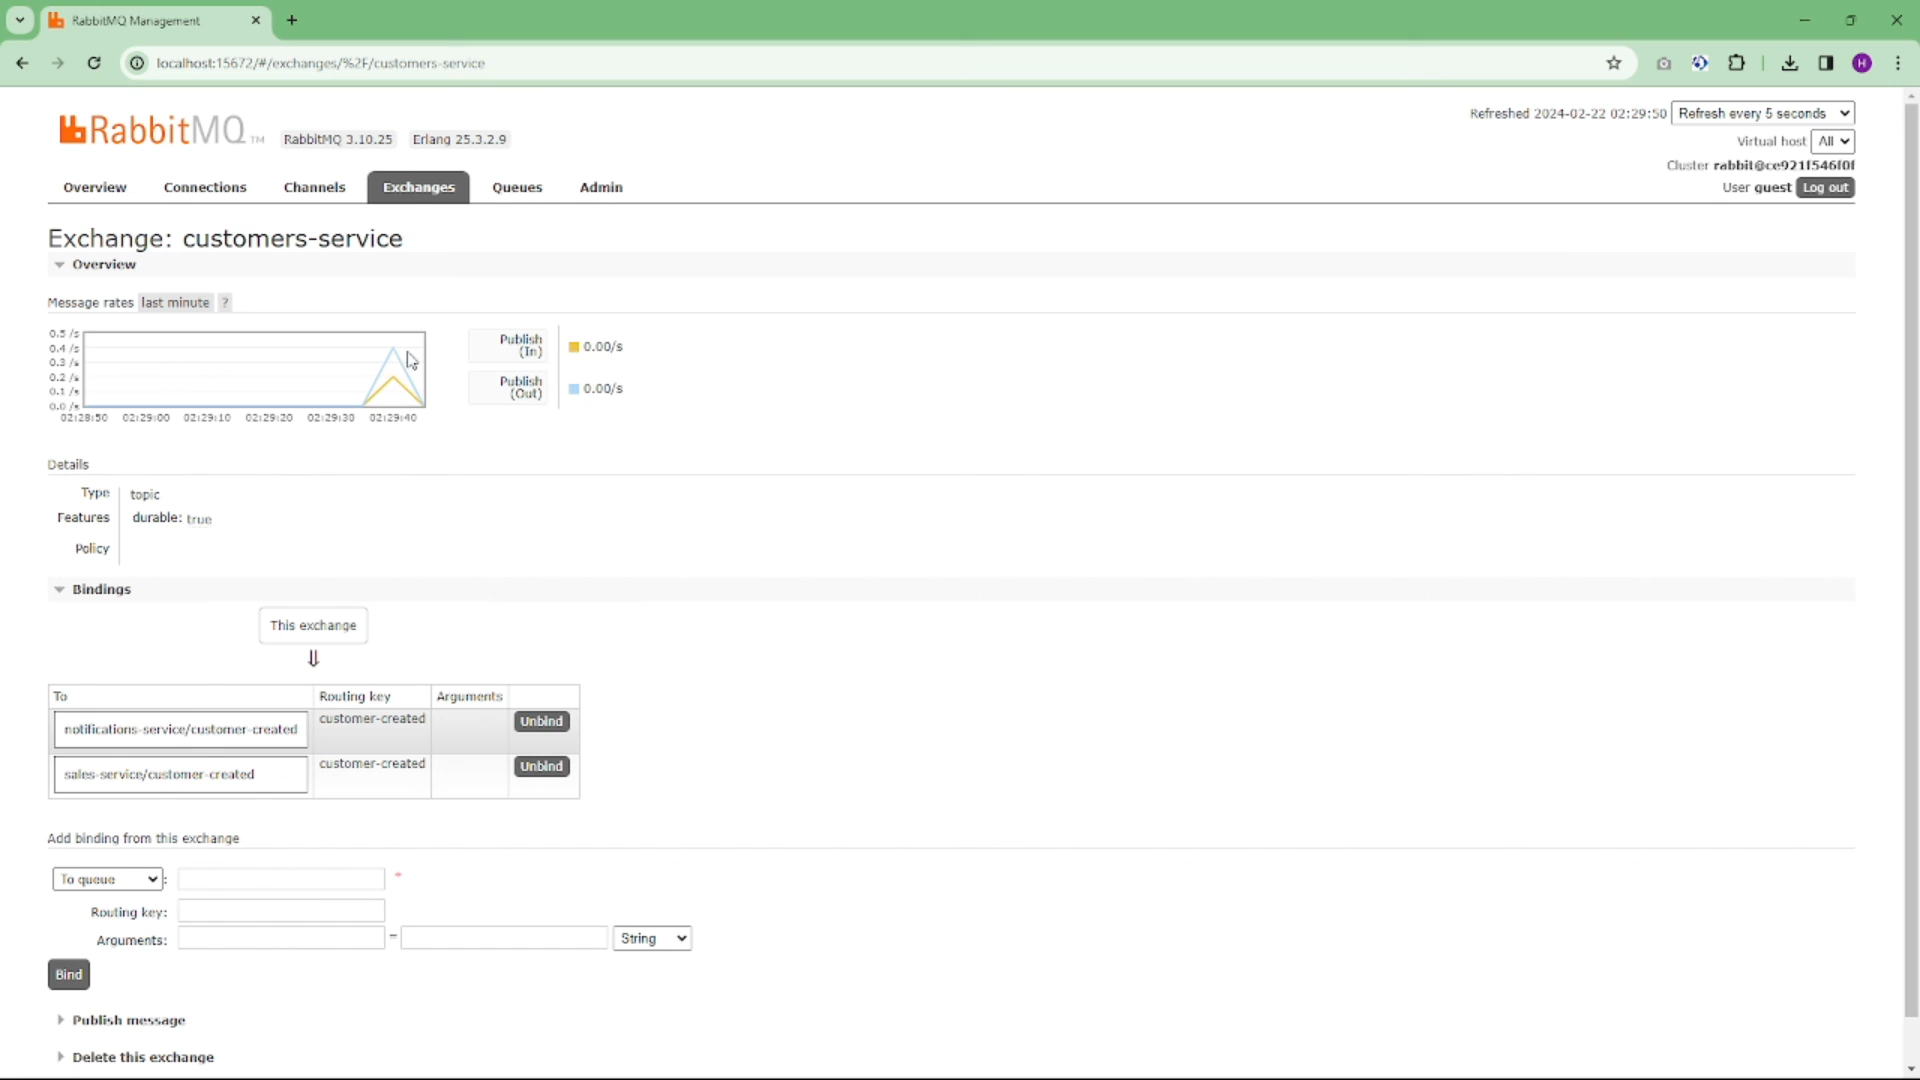 RabbitMQ Management
localhost:15672/#/exchanges/%2F/customers-service
H
RabbitMQ TM RabbitMQ 3.10.25 Erlang 25.3.2.9
Refreshed 2024-02-22 02:29:50 Refresh every 5 seconds
Virtual host All
Cluster rabbit@ce921f546f0f
User guest Log out
Overview Connections Channels Exchanges Queues Admin
Exchange: customers-service
Overview
Message rates last minute ?
0.5 /s
0.4 /s
0.3 /s
0.2 /s
0.1 /s
0.0 /s
02:28:50 02:29:00 02:29:10 02:29:20 02:29:30 02:29:40
Publish
(In)
0.00/s
Publish
(Out)
0.00/s
Details
Type topic
Features durable: true
Policy
Bindings
This exchange
⇓
To Routing key Arguments
notifications-service/customer-created customer-created Unbind
sales-service/customer-created customer-created Unbind
Add binding from this exchange
To queue : *
Routing key:
Arguments: = String
Bind
Publish message
Delete this exchange